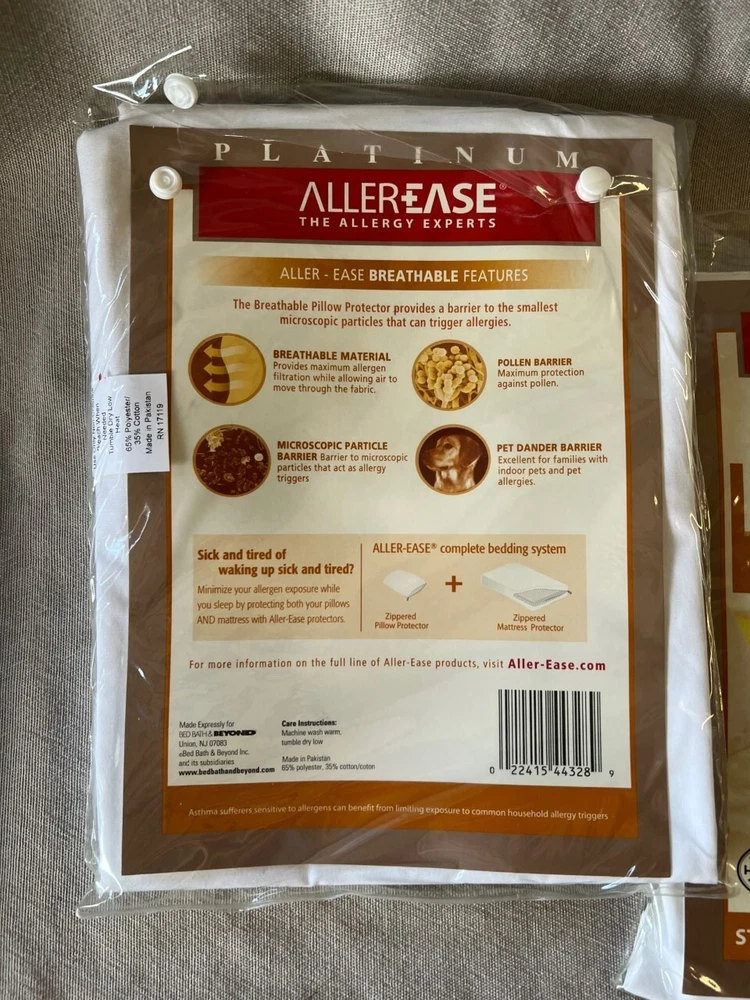 PLATINUM
ALLER-EASE®
THE ALLERGY EXPERTS
ALLER - EASE BREATHABLE FEATURES
The Breathable Pillow Protector provides a barrier to the smallest
microscopic particles that can trigger allergies.
BREATHABLE MATERIAL
Provides maximum allergen
filtration while allowing air to
move through the fabric.
POLLEN BARRIER
Maximum protection
against pollen.
MICROSCOPIC PARTICLE
BARRIER Barrier to microscopic
particles that act as allergy
triggers
PET DANDER BARRIER
Excellent for families with
indoor pets and pet
allergies.
Needed
Tumble Dry Low
Heat
65% Polyester/
35% Cotton
Made in Pakistan
RN 17119
Sick and tired of
waking up sick and tired?
Minimize your allergen exposure while
you sleep by protecting both your pillows
AND mattress with Aller-Ease protectors.
ALLER-EASE® complete bedding system
+
Zippered
Pillow Protector
Zippered
Mattress Protector
For more information on the full line of Aller-Ease products, visit Aller-Ease.com
Made Expressly for
BED BATH & BEYOND
Union, NJ 07083
©Bed Bath & Beyond Inc.
and its subsidiaries
www.bedbathandbeyond.com
Care Instructions:
Machine wash warm,
tumble dry low
Made in Pakistan
65% polyester, 35% cotton/coton
0 22415 44328 9
Asthma sufferers sensitive to allergens can benefit from limiting exposure to common household allergy triggers